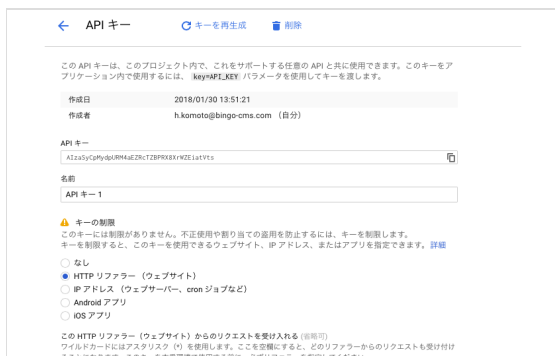 ← API キー キーを再生成 削除
この API キーは、このプロジェクト内で、これをサポートする任意の API と共に使用できます。このキーをア
プリケーション内で使用するには、 key=API_KEY パラメータを使用してキーを渡します。
作成日 2018/01/30 13:51:21
作成者 h.komoto@bingo-cms.com （自分）
API キー
AIzaSyCpMydpURM4aEZRcTZBPRX8XrWZEiatVts
名前
API キー 1
キーの制限
このキーには制限がありません。不正使用や割り当ての盗用を防止するには、キーを制限します。
キーを制限すると、このキーを使用できるウェブサイト、IP アドレス、またはアプリを指定できます。 詳細
なし
HTTP リファラー （ウェブサイト）
IP アドレス （ウェブサーバー、cron ジョブなど）
Android アプリ
iOS アプリ
この HTTP リファラー（ウェブサイト）からのリクエストを受け入れる (省略可)
ワイルドカードにはアスタリスク（*）を使用します。ここを空欄にすると、どのリファラーからのリクエストも受け付け